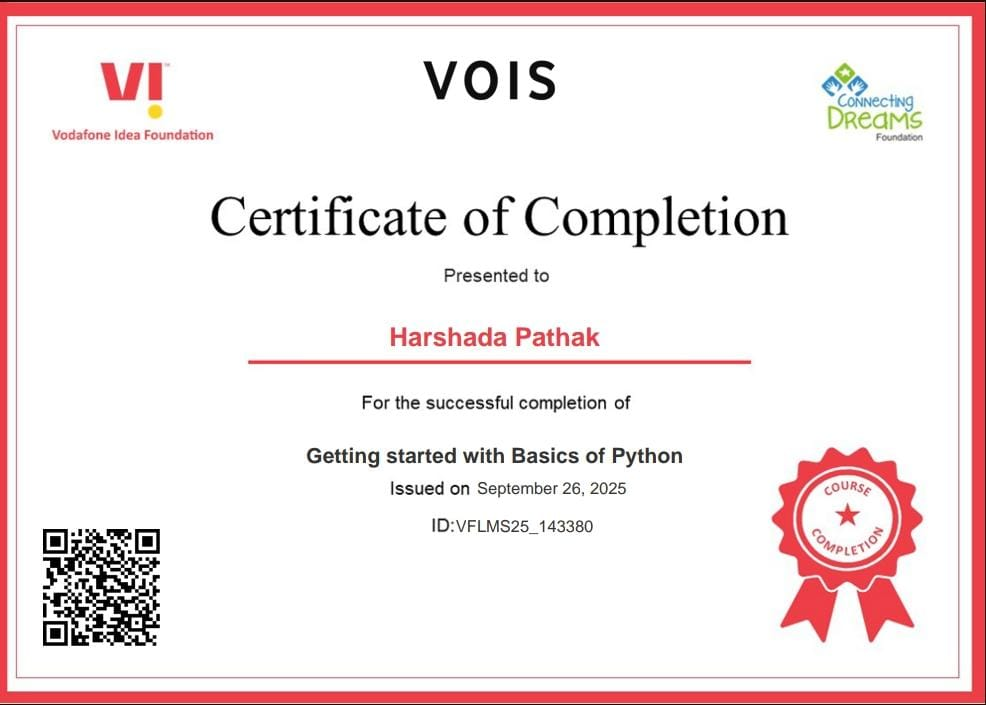 VI™
Vodafone Idea Foundation
VOIS
CONNECTING
DREAMS
Foundation
Certificate of Completion
Presented to
Harshada Pathak
For the successful completion of
Getting started with Basics of Python
Issued on September 26, 2025
ID:VFLMS25_143380
COURSE
COMPLETION